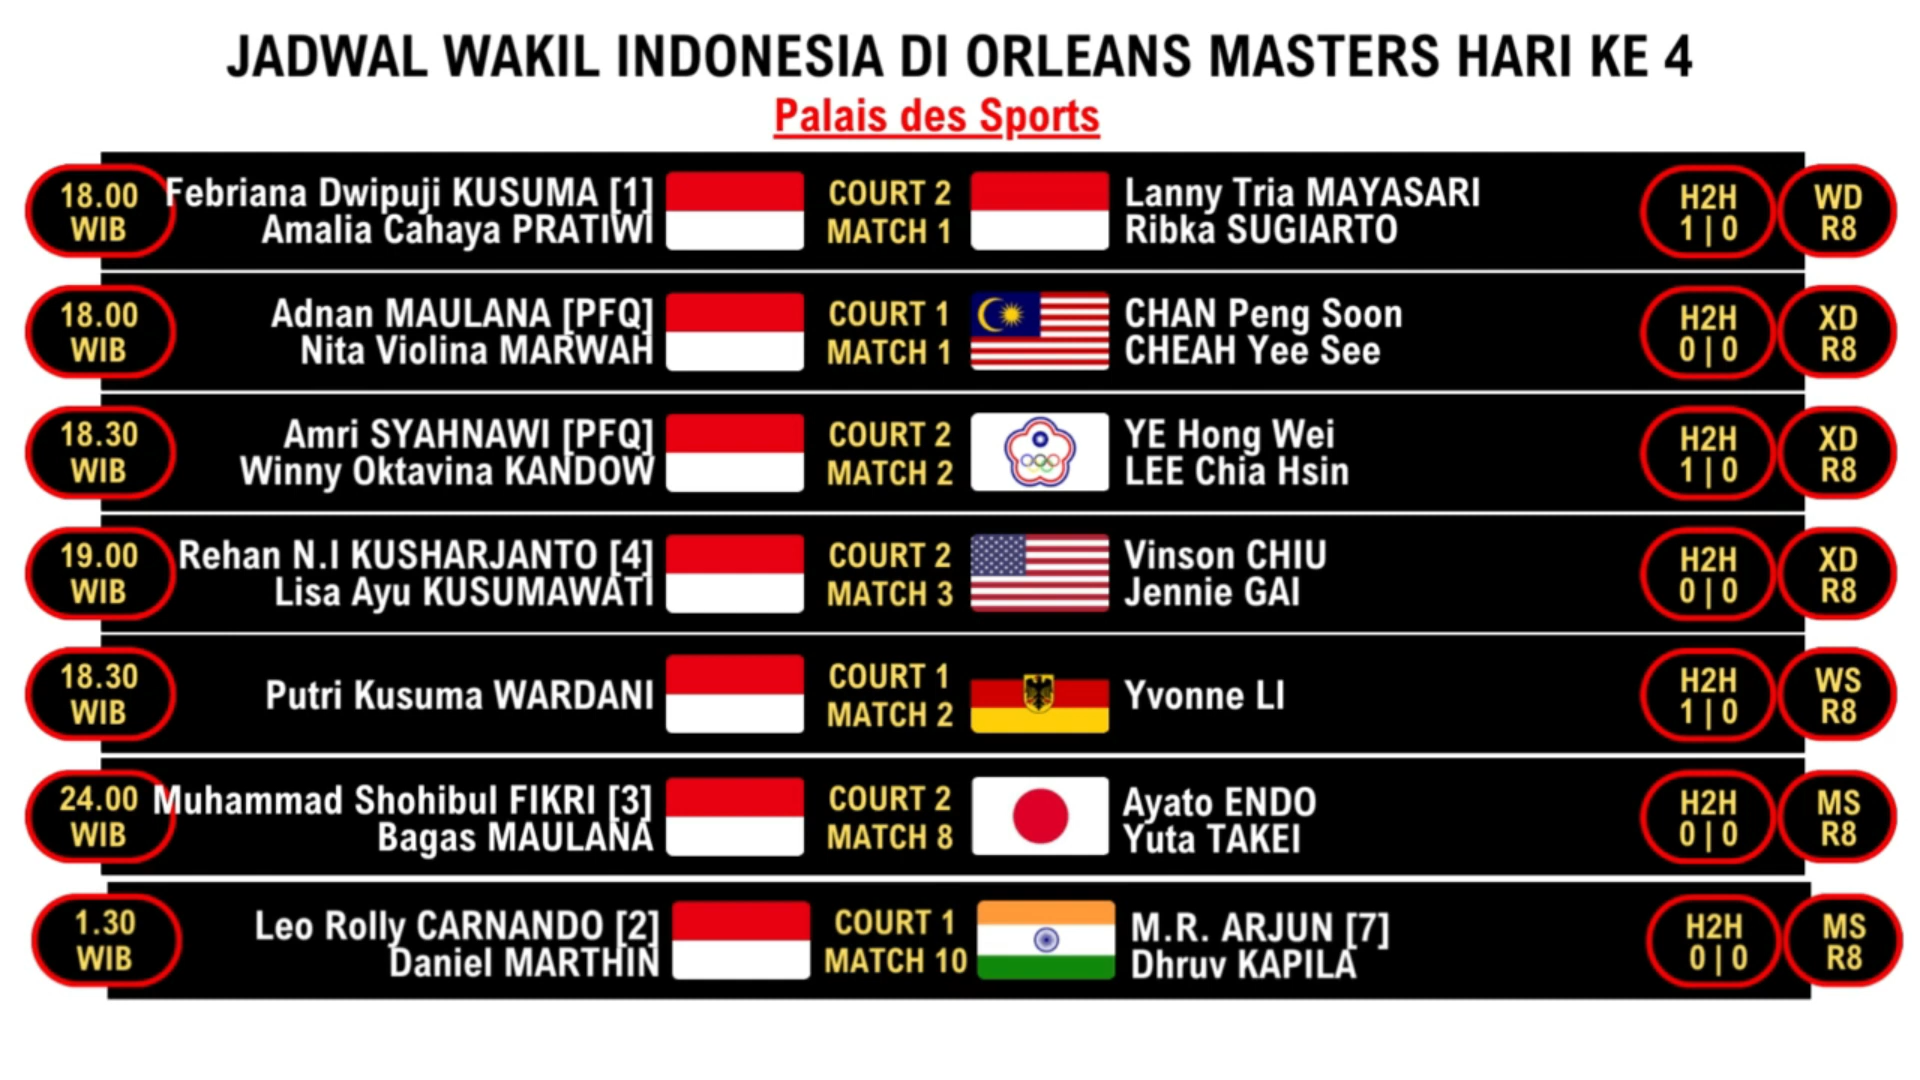 JADWAL WAKIL INDONESIA DI ORLEANS MASTERS HARI KE 4
Palais des Sports
18.00
WIB
Febriana Dwipuji KUSUMA [1]
Amalia Cahaya PRATIWI
COURT 2
MATCH 1
Lanny Tria MAYASARI
Ribka SUGIARTO
H2H
1 | 0
WD
R8
18.00
WIB
Adnan MAULANA [PFQ]
Nita Violina MARWAH
COURT 1
MATCH 1
CHAN Peng Soon
CHEAH Yee See
H2H
0 | 0
XD
R8
18.30
WIB
Amri SYAHNAWI [PFQ]
Winny Oktavina KANDOW
COURT 2
MATCH 2
YE Hong Wei
LEE Chia Hsin
H2H
1 | 0
XD
R8
19.00
WIB
Rehan N.I KUSHARJANTO [4]
Lisa Ayu KUSUMAWATI
COURT 2
MATCH 3
Vinson CHIU
Jennie GAI
H2H
0 | 0
XD
R8
18.30
WIB
Putri Kusuma WARDANI
COURT 1
MATCH 2
Yvonne LI
H2H
1 | 0
WS
R8
24.00
WIB
Muhammad Shohibul FIKRI [3]
Bagas MAULANA
COURT 2
MATCH 8
Ayato ENDO
Yuta TAKEI
H2H
0 | 0
MS
R8
1.30
WIB
Leo Rolly CARNANDO [2]
Daniel MARTHIN
COURT 1
MATCH 10
M.R. ARJUN [7]
Dhruv KAPILA
H2H
0 | 0
MS
R8